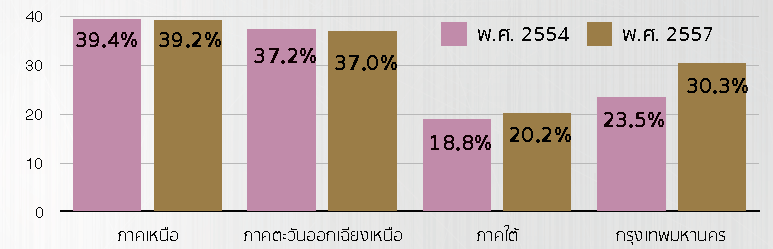 40
พ.ศ. 2554 พ.ศ. 2557
39.4% 39.2% 37.2% 37.0%
30
30.3%
23.5%
20
18.8% 20.2%
10
0
ภาคเหนือ ภาคตะวันออกเฉียงเหนือ ภาคใต้ กรุงเทพมหานคร